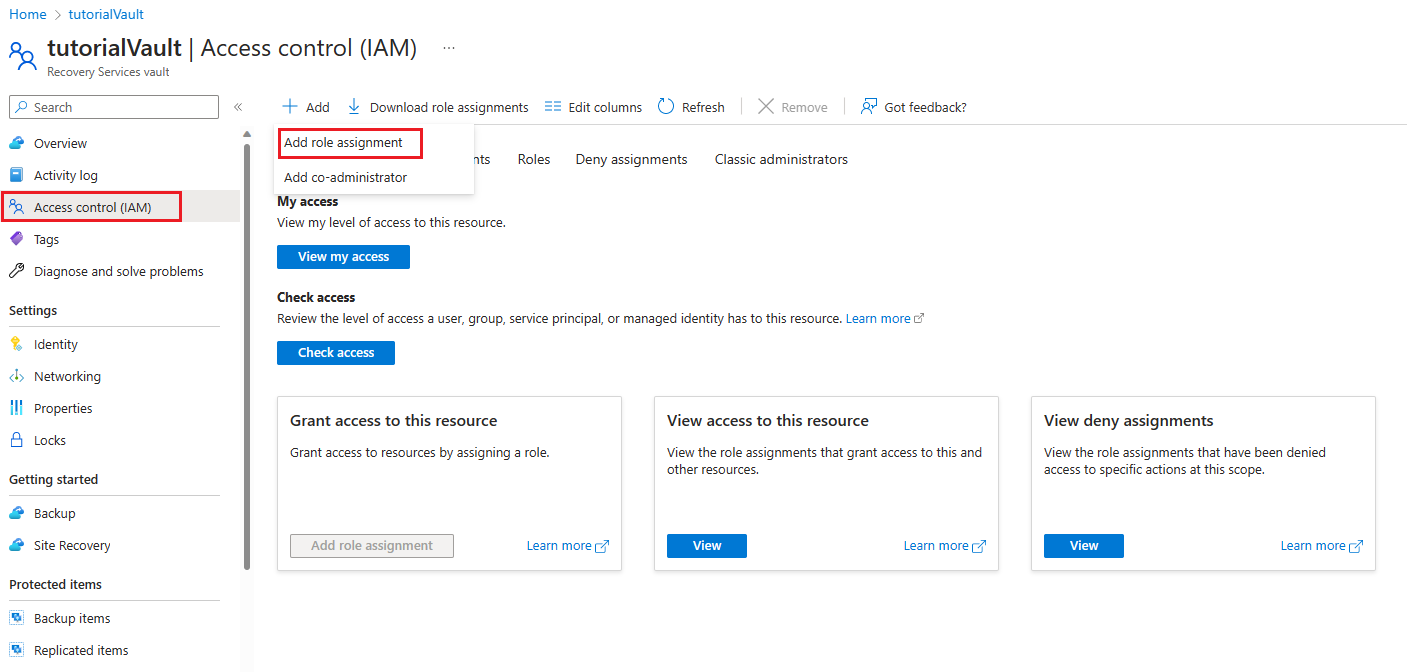 Home > tutorialVault
tutorialVault | Access control (IAM) ...
Recovery Services vault
Search
«
Add
Download role assignments
Edit columns
Refresh
Remove
Got feedback?
Overview
Activity log
Access control (IAM)
Tags
Diagnose and solve problems
Settings
Identity
Networking
Properties
Locks
Getting started
Backup
Site Recovery
Protected items
Backup items
Replicated items
Add role assignment
Add co-administrator
nts
Roles
Deny assignments
Classic administrators
My access
View my level of access to this resource.
View my access
Check access
Review the level of access a user, group, service principal, or managed identity has to this resource. Learn more
Check access
Grant access to this resource
Grant access to resources by assigning a role.
Add role assignment
Learn more
View access to this resource
View the role assignments that grant access to this and
other resources.
View
Learn more
View deny assignments
View the role assignments that have been denied
access to specific actions at this scope.
View
Learn more